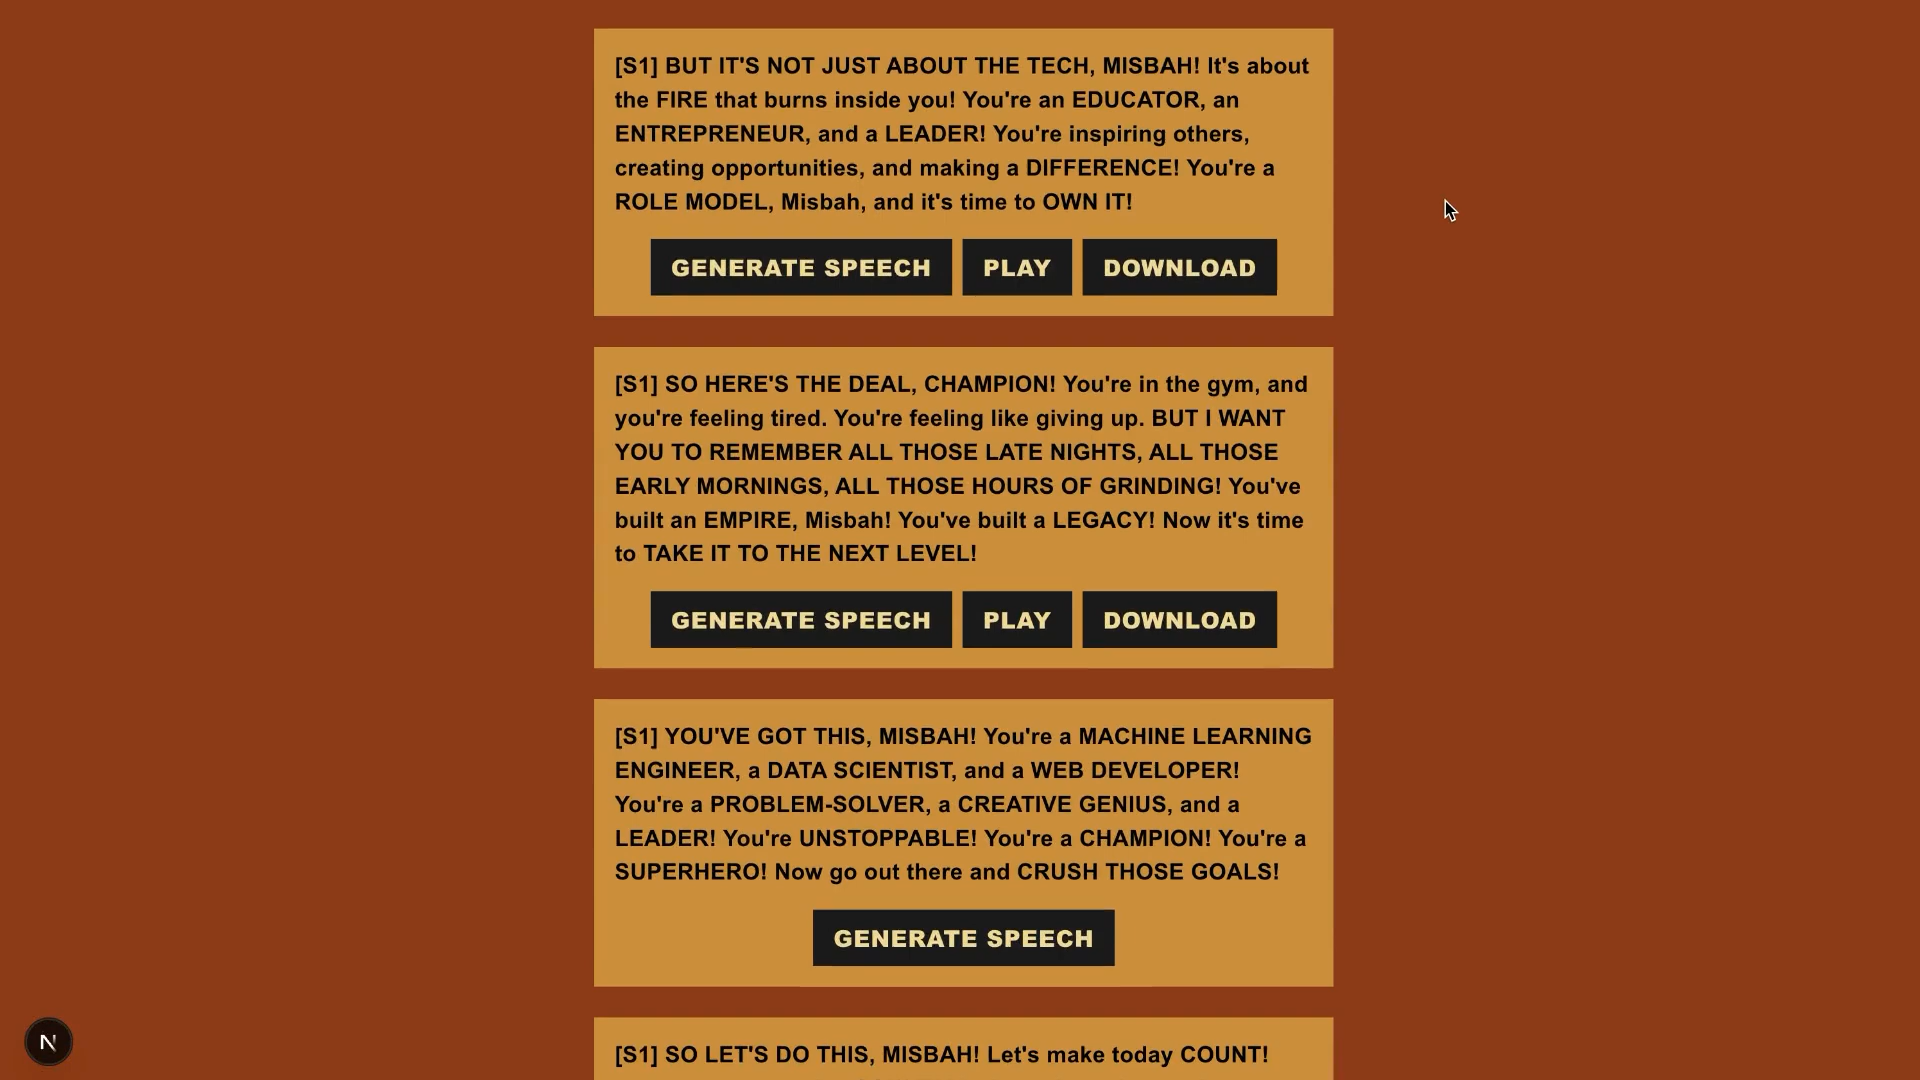 [S1] BUT IT'S NOT JUST ABOUT THE TECH, MISBAH! It's about
the FIRE that burns inside you! You're an EDUCATOR, an
ENTREPRENEUR, and a LEADER! You're inspiring others,
creating opportunities, and making a DIFFERENCE! You're a
ROLE MODEL, Misbah, and it's time to OWN IT!
GENERATE SPEECH PLAY DOWNLOAD
[S1] SO HERE'S THE DEAL, CHAMPION! You're in the gym, and
you're feeling tired. You're feeling like giving up. BUT I WANT
YOU TO REMEMBER ALL THOSE LATE NIGHTS, ALL THOSE
EARLY MORNINGS, ALL THOSE HOURS OF GRINDING! You've
built an EMPIRE, Misbah! You've built a LEGACY! Now it's time
to TAKE IT TO THE NEXT LEVEL!
GENERATE SPEECH PLAY DOWNLOAD
[S1] YOU'VE GOT THIS, MISBAH! You're a MACHINE LEARNING
ENGINEER, a DATA SCIENTIST, and a WEB DEVELOPER!
You're a PROBLEM-SOLVER, a CREATIVE GENIUS, and a
LEADER! You're UNSTOPPABLE! You're a CHAMPION! You're a
SUPERHERO! Now go out there and CRUSH THOSE GOALS!
GENERATE SPEECH
N
[S1] SO LET'S DO THIS, MISBAH! Let's make today COUNT!